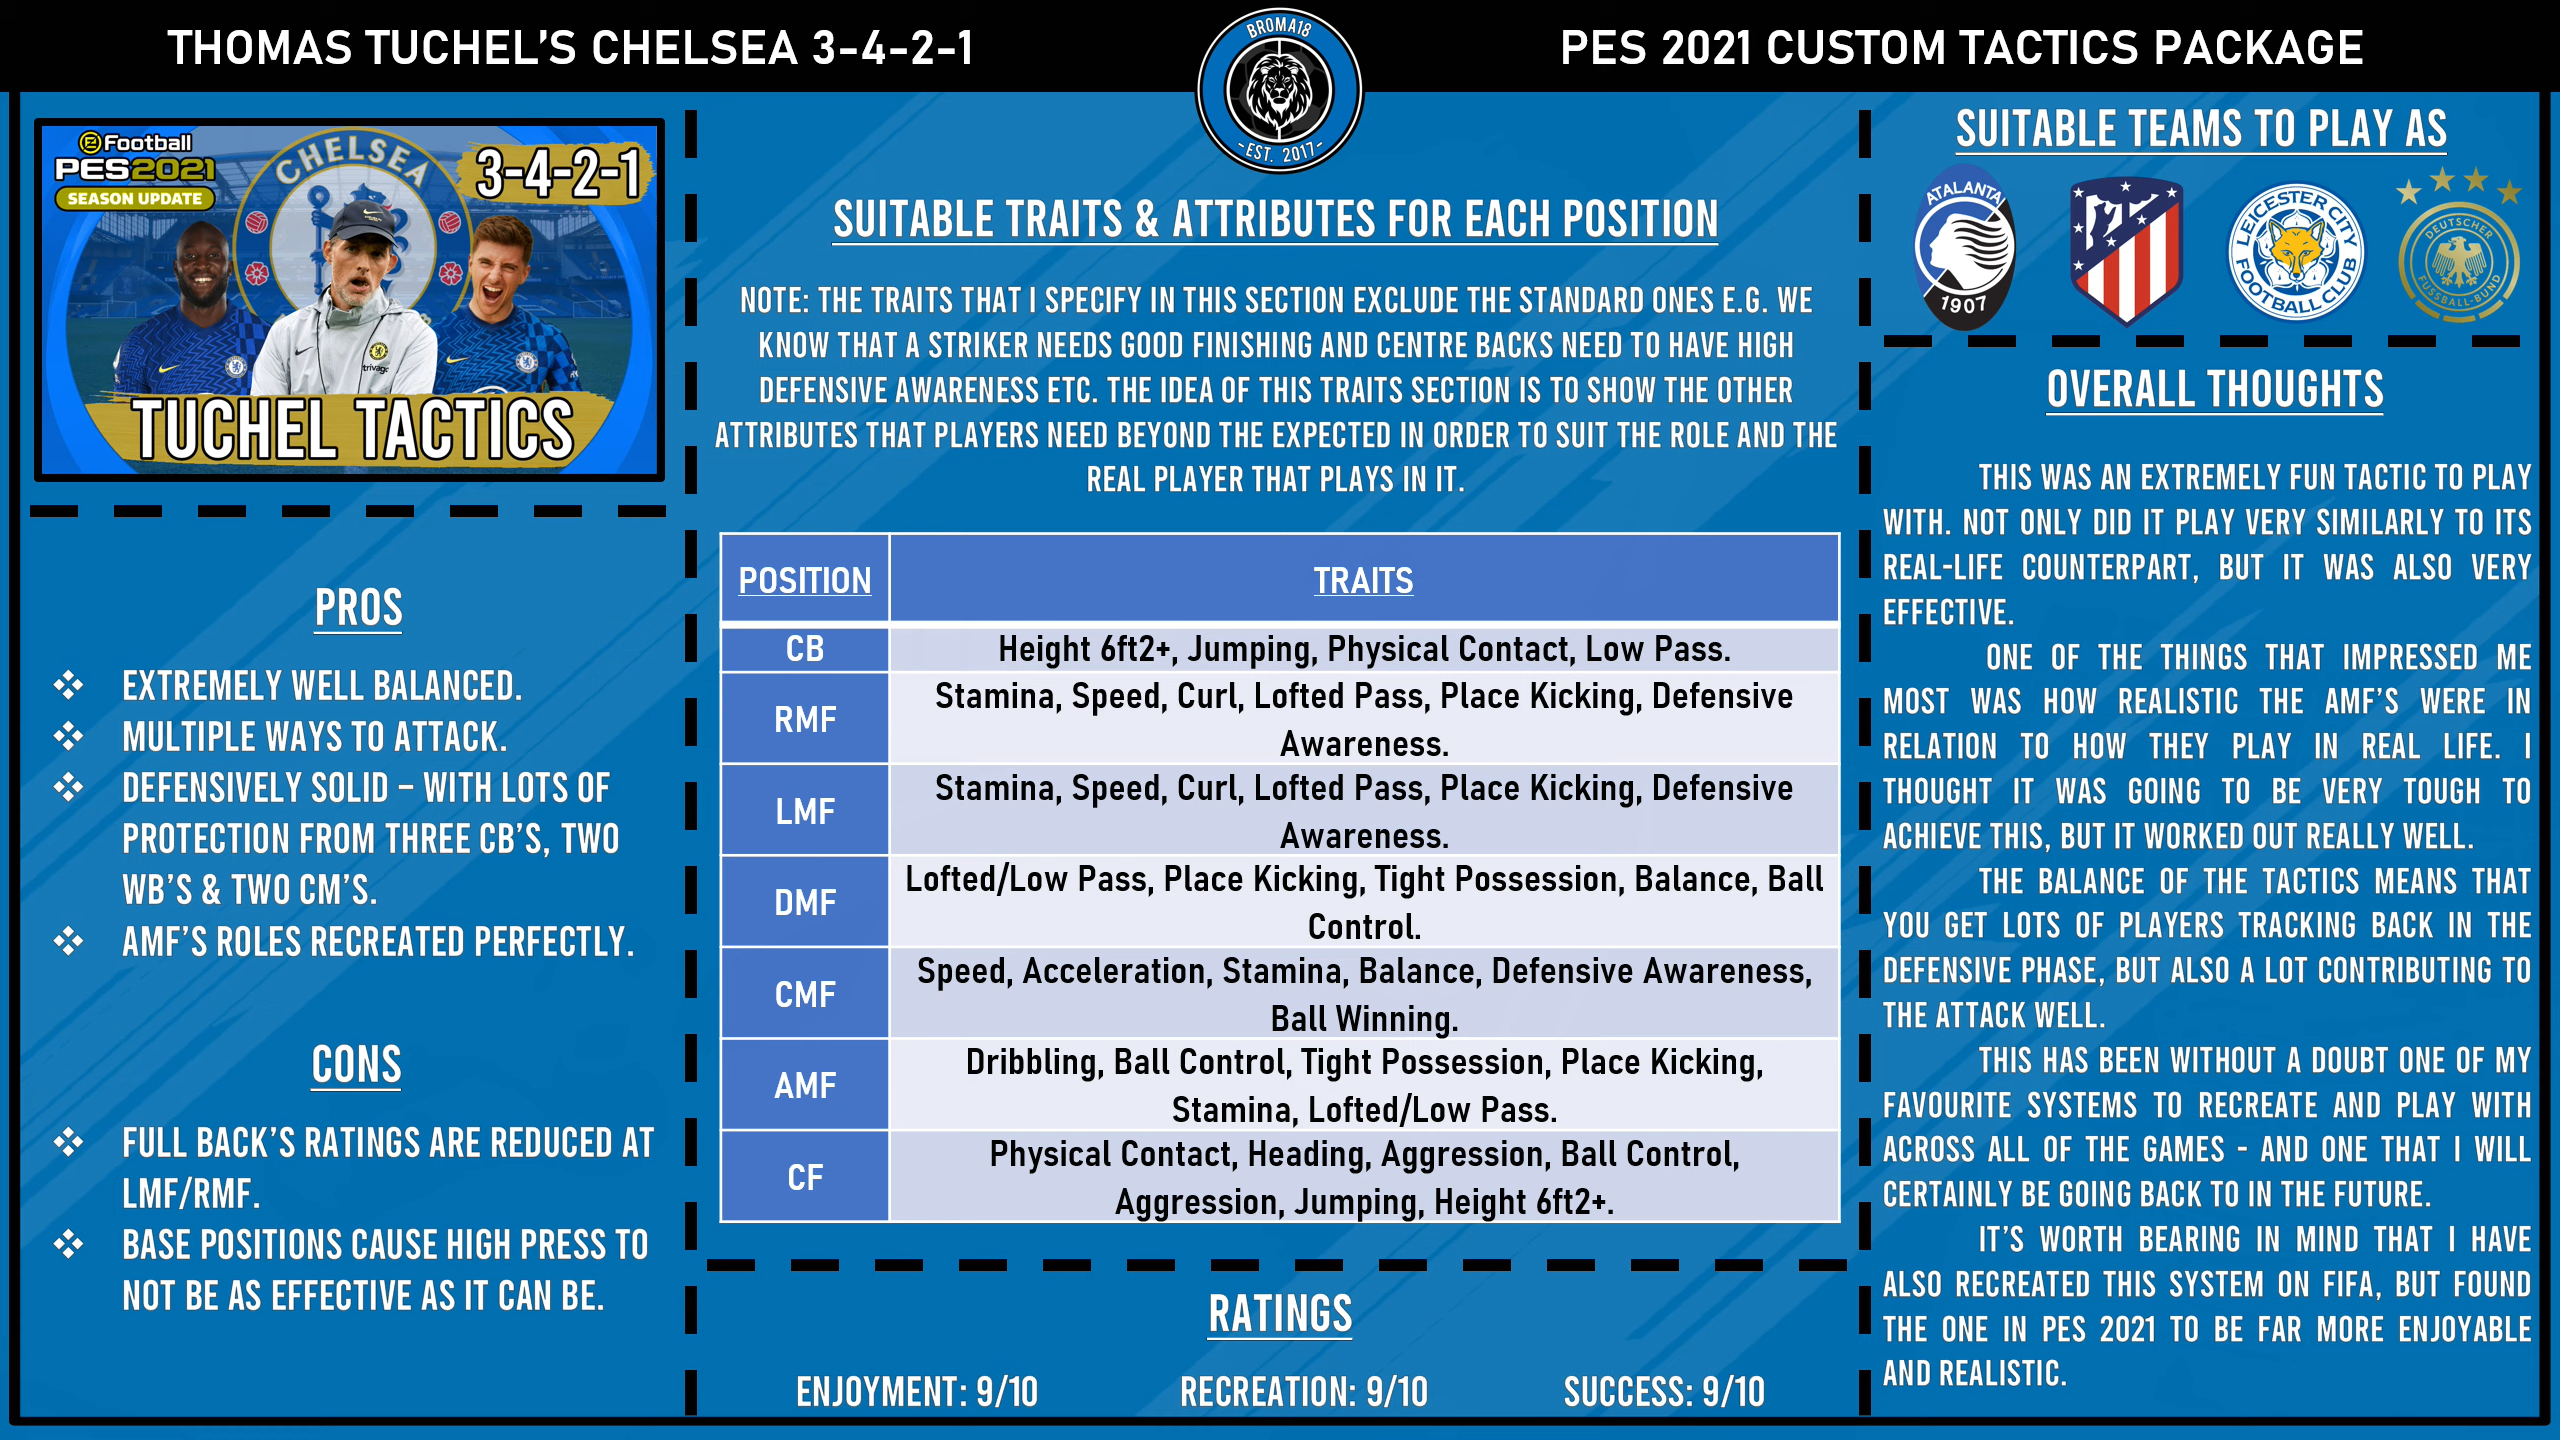 THOMAS TUCHEL'S CHELSEA 3-4-2-1
BROMA18
-EST. 2017-
PES 2021 CUSTOM TACTICS PACKAGE
eFootball
PES2021
SEASON UPDATE
CHELSEA
3-4-2-1
trivago
TUCHEL TACTICS
PROS
❖ EXTREMELY WELL BALANCED.
❖ MULTIPLE WAYS TO ATTACK.
❖ DEFENSIVELY SOLID – WITH LOTS OF
PROTECTION FROM THREE CB'S, TWO
WB'S & TWO CM'S.
❖ AMF'S ROLES RECREATED PERFECTLY.
CONS
❖ FULL BACK'S RATINGS ARE REDUCED AT
LMF/RMF.
❖ BASE POSITIONS CAUSE HIGH PRESS TO
NOT BE AS EFFECTIVE AS IT CAN BE.
SUITABLE TRAITS & ATTRIBUTES FOR EACH POSITION
NOTE: THE TRAITS THAT I SPECIFY IN THIS SECTION EXCLUDE THE STANDARD ONES E.G. WE
KNOW THAT A STRIKER NEEDS GOOD FINISHING AND CENTRE BACKS NEED TO HAVE HIGH
DEFENSIVE AWARENESS ETC. THE IDEA OF THIS TRAITS SECTION IS TO SHOW THE OTHER
ATTRIBUTES THAT PLAYERS NEED BEYOND THE EXPECTED IN ORDER TO SUIT THE ROLE AND THE
REAL PLAYER THAT PLAYS IN IT.
POSITION TRAITS
CB Height 6ft2+, Jumping, Physical Contact, Low Pass.
RMF Stamina, Speed, Curl, Lofted Pass, Place Kicking, Defensive
Awareness.
LMF Stamina, Speed, Curl, Lofted Pass, Place Kicking, Defensive
Awareness.
DMF Lofted/Low Pass, Place Kicking, Tight Possession, Balance, Ball
Control.
CMF Speed, Acceleration, Stamina, Balance, Defensive Awareness,
Ball Winning.
AMF Dribbling, Ball Control, Tight Possession, Place Kicking,
Stamina, Lofted/Low Pass.
CF Physical Contact, Heading, Aggression, Ball Control,
Aggression, Jumping, Height 6ft2+.
RATINGS
ENJOYMENT: 9/10 RECREATION: 9/10 SUCCESS: 9/10
SUITABLE TEAMS TO PLAY AS
ATALANTA
1907
LEICESTER CITY
FOOTBALL CLUB
DEUTSCHER
FUSSBALL-BUND
OVERALL THOUGHTS
THIS WAS AN EXTREMELY FUN TACTIC TO PLAY
WITH. NOT ONLY DID IT PLAY VERY SIMILARLY TO ITS
REAL-LIFE COUNTERPART, BUT IT WAS ALSO VERY
EFFECTIVE.
ONE OF THE THINGS THAT IMPRESSED ME
MOST WAS HOW REALISTIC THE AMF'S WERE IN
RELATION TO HOW THEY PLAY IN REAL LIFE. I
THOUGHT IT WAS GOING TO BE VERY TOUGH TO
ACHIEVE THIS, BUT IT WORKED OUT REALLY WELL.
THE BALANCE OF THE TACTICS MEANS THAT
YOU GET LOTS OF PLAYERS TRACKING BACK IN THE
DEFENSIVE PHASE, BUT ALSO A LOT CONTRIBUTING TO
THE ATTACK WELL.
THIS HAS BEEN WITHOUT A DOUBT ONE OF MY
FAVOURITE SYSTEMS TO RECREATE AND PLAY WITH
ACROSS ALL OF THE GAMES - AND ONE THAT I WILL
CERTAINLY BE GOING BACK TO IN THE FUTURE.
IT'S WORTH BEARING IN MIND THAT I HAVE
ALSO RECREATED THIS SYSTEM ON FIFA, BUT FOUND
THE ONE IN PES 2021 TO BE FAR MORE ENJOYABLE
AND REALISTIC.